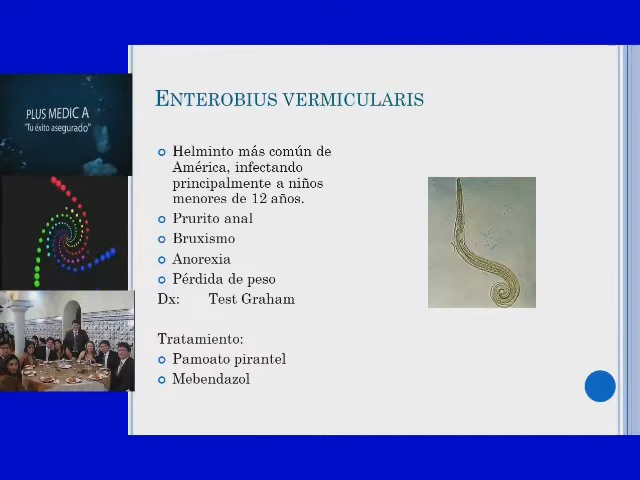 PLUS MEDIC A
"Tu éxito asegurado"
ENTEROBIUS VERMICULARIS
Helminto más común de
América, infectando
principalmente a niños
menores de 12 años.
Prurito anal
Bruxismo
Anorexia
Pérdida de peso
Dx: Test Graham
Tratamiento:
Pamoato pirantel
Mebendazol